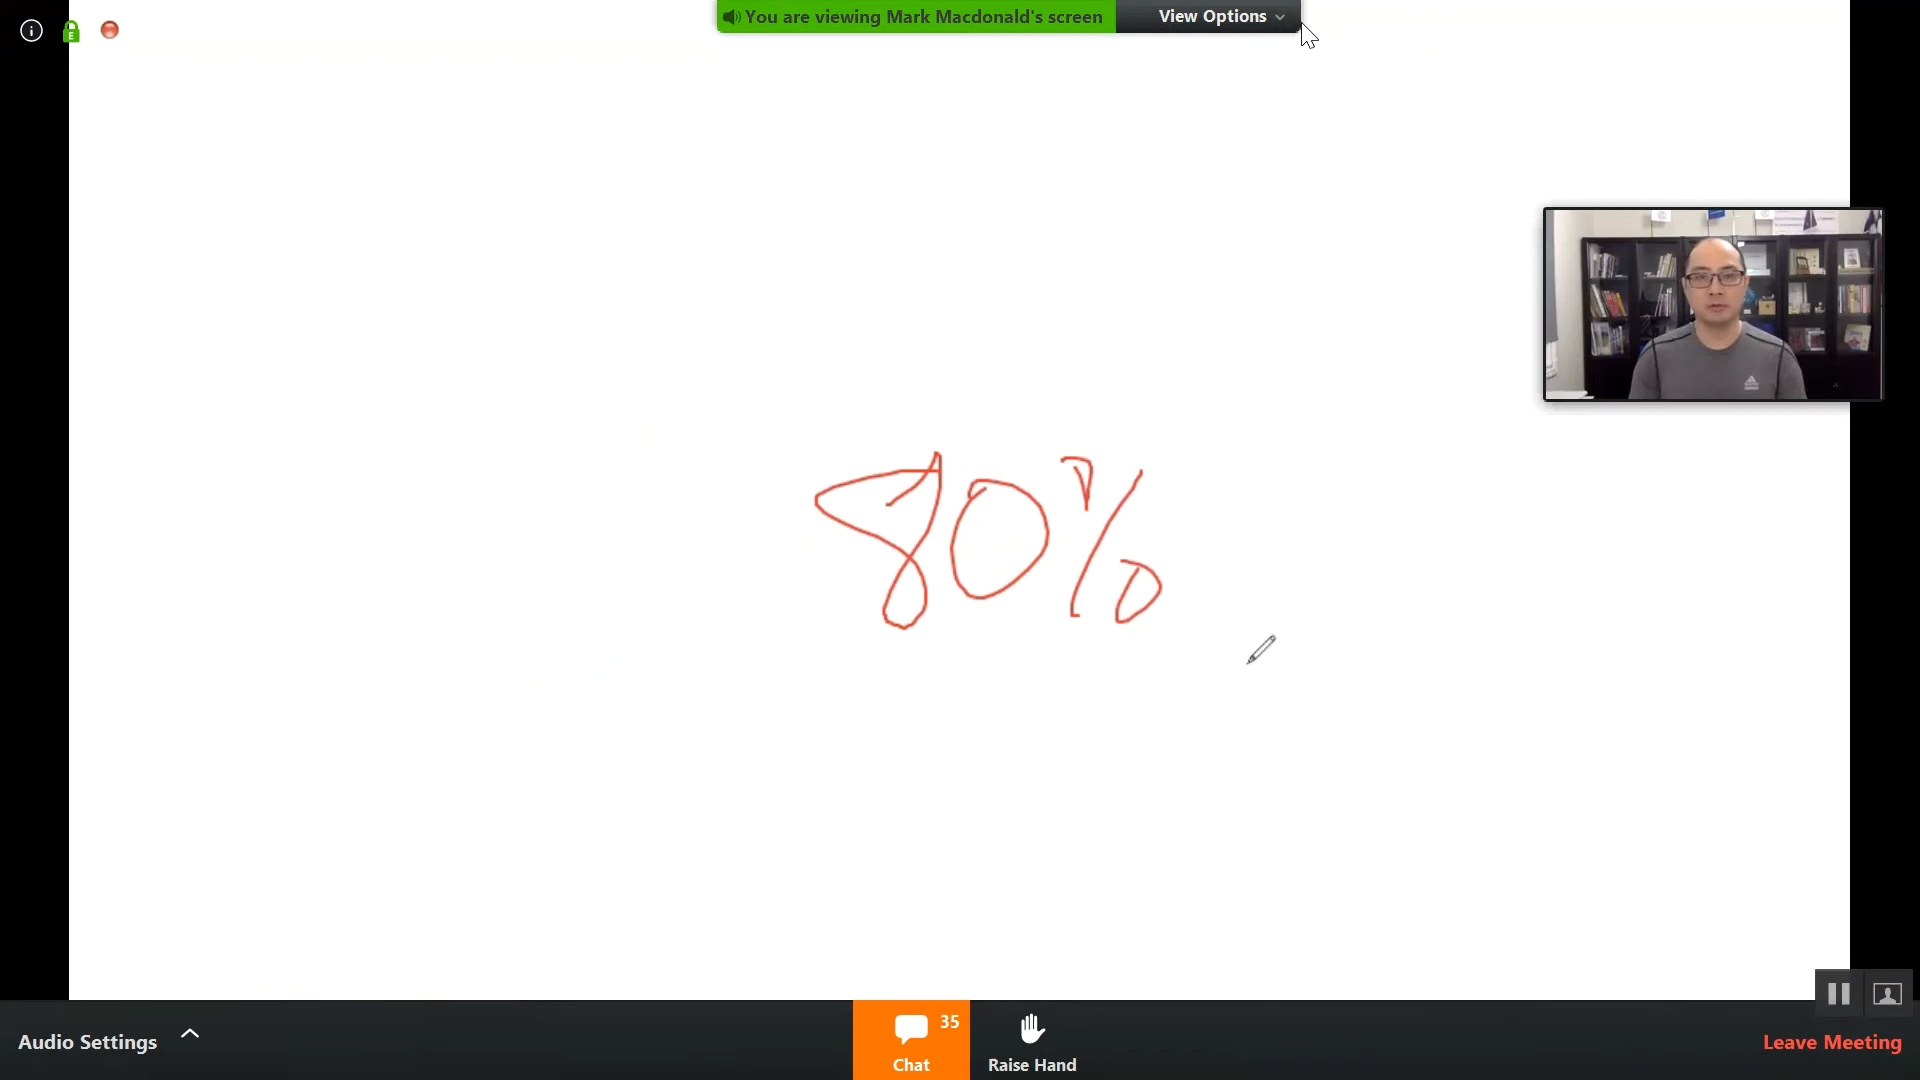 You are viewing Mark Macdonald's screen View Options
E
80%
Audio Settings
35
Chat
Raise Hand
Leave Meeting